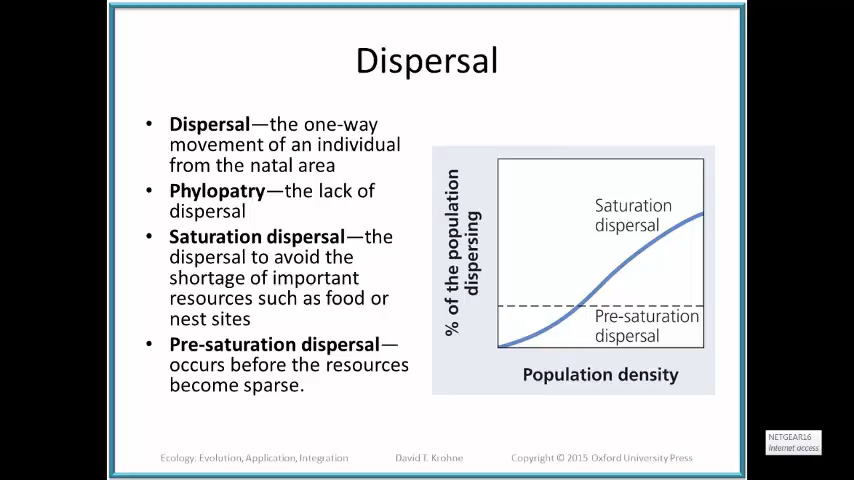 Dispersal
• Dispersal—the one-way
movement of an individual
from the natal area
• Phylopatry—the lack of
dispersal
• Saturation dispersal—the
dispersal to avoid the
shortage of important
resources such as food or
nest sites
• Pre-saturation dispersal—
occurs before the resources
become sparse.
% of the population
dispersing
Saturation
dispersal
Pre-saturation
dispersal
Population density
Ecology: Evolution, Application, Integration David T. Krohne Copyright © 2015 Oxford University Press
NETGEAR16
Internet access